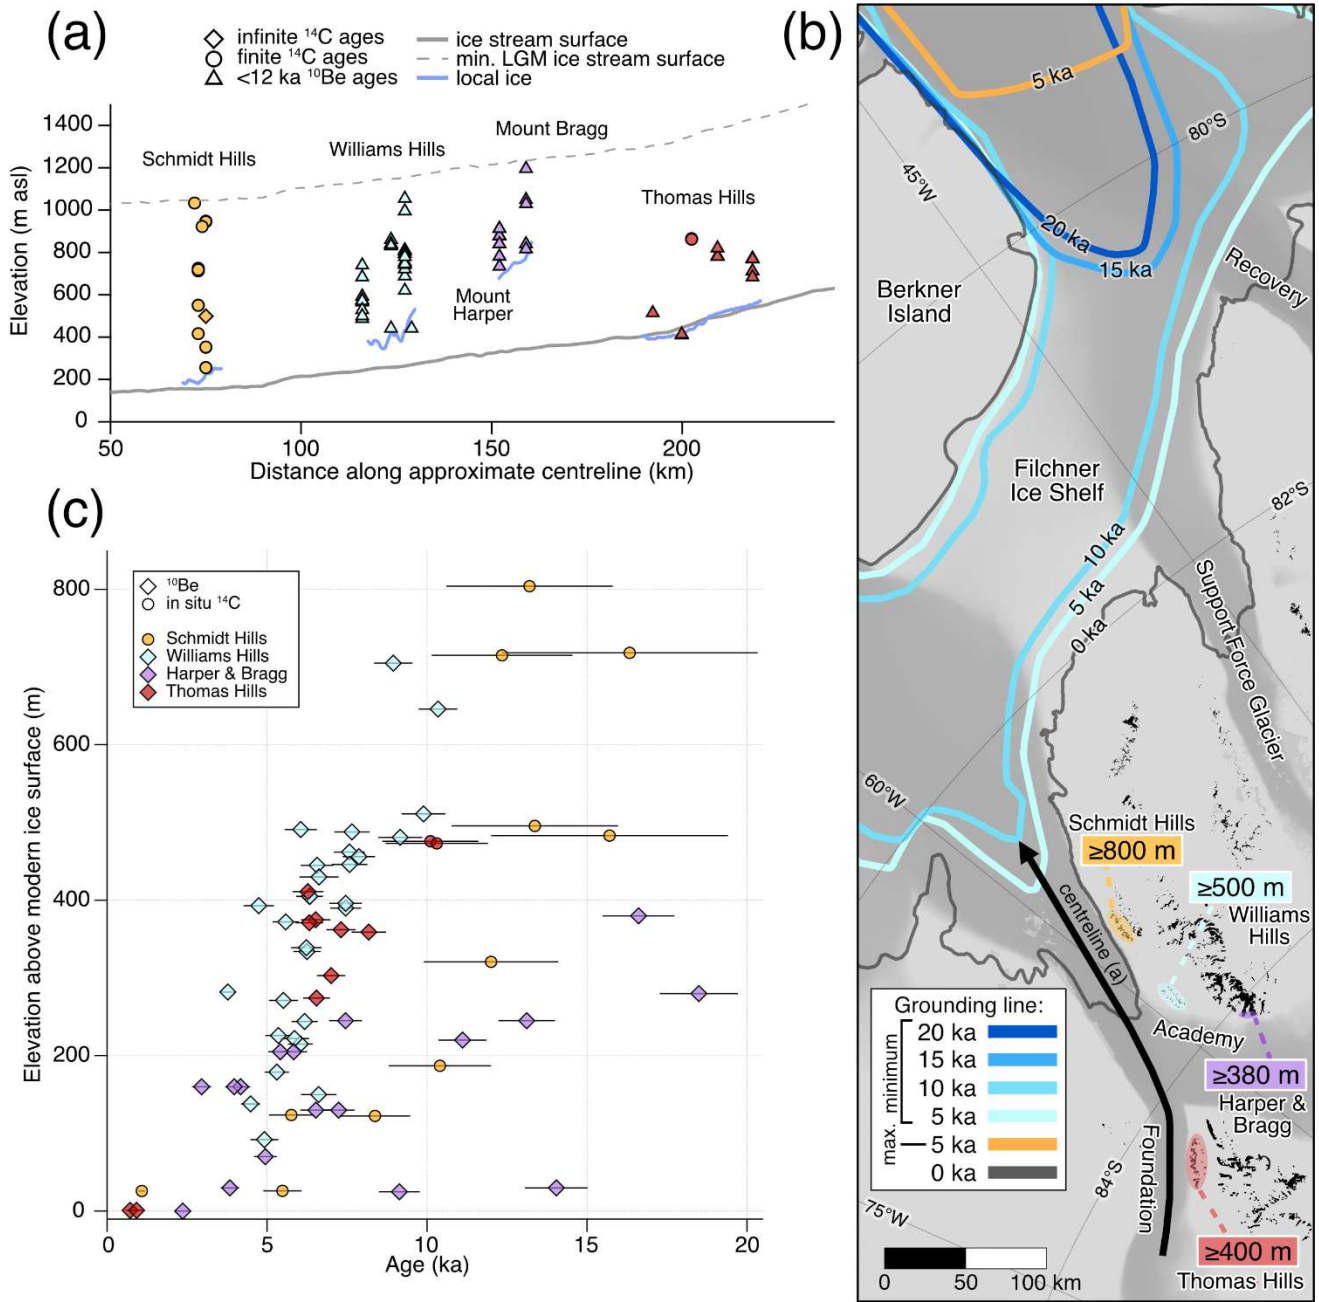 (a)
infinite ¹⁴C ages
finite ¹⁴C ages
<12 ka ¹⁰Be ages
ice stream surface
min. LGM ice stream surface
local ice
Elevation (m asl)
1400
1200
1000
800
600
400
200
0
Schmidt Hills
Williams Hills
Mount Bragg
Thomas Hills
Mount
Harper
50
100
150
200
Distance along approximate centreline (km)
(b)
5 ka
80°S
45°W
20 ka
15 ka
Recovery
Berkner
Island
Filchner
Ice Shelf
82°S
10 ka
5 ka
0 ka
Support Force Glacier
60°W
Schmidt Hills
≥800 m
≥500 m
Williams
Hills
centreline (a)
Academy
≥380 m
Harper &
Bragg
Grounding line:
minimum
max.
20 ka
15 ka
10 ka
5 ka
5 ka
0 ka
Foundation
84°S
75°W
≥400 m
Thomas Hills
0
50
100 km
(c)
¹⁰Be
in situ ¹⁴C
Schmidt Hills
Williams Hills
Harper & Bragg
Thomas Hills
Elevation above modern ice surface (m)
800
600
400
200
0
0
5
10
15
20
Age (ka)